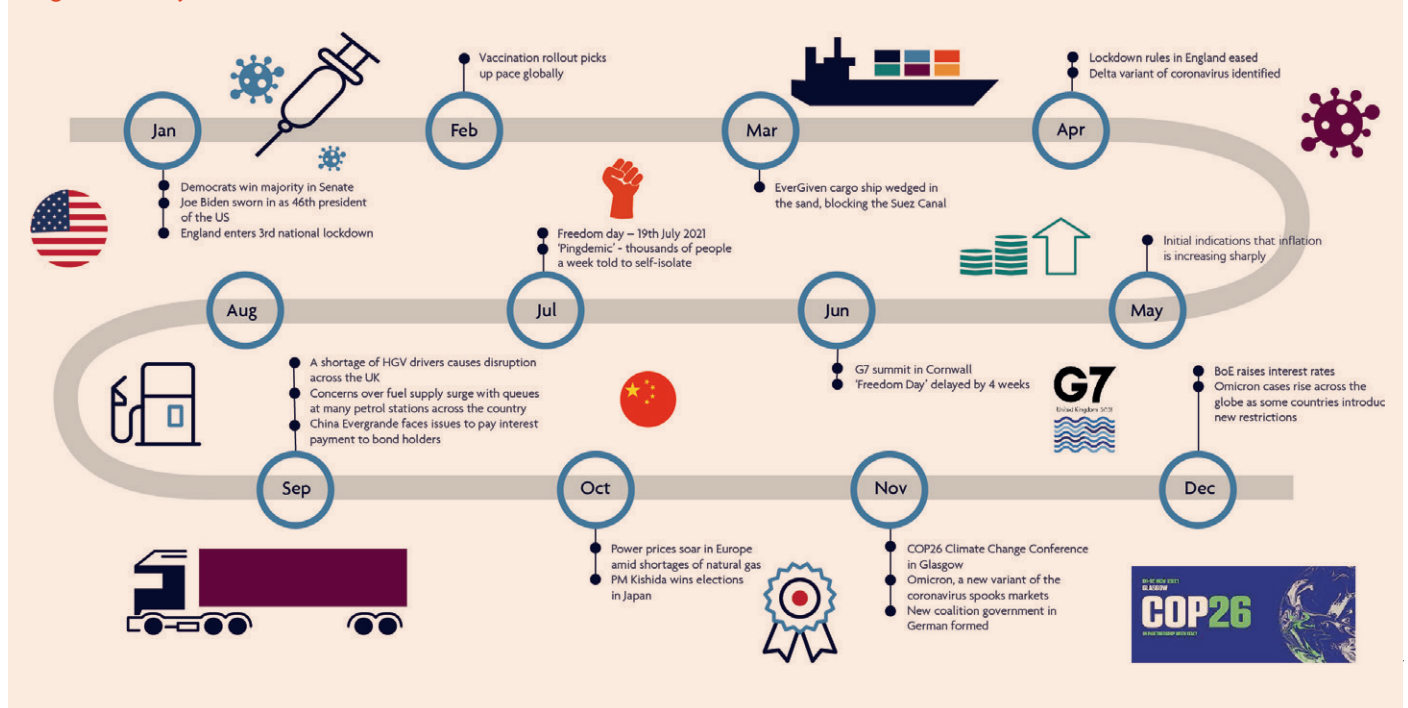 Jan
Democrats win majority in Senate
Joe Biden sworn in as 46th president
of the US
England enters 3rd national lockdown
Feb
Vaccination rollout picks
up pace globally
Mar
EverGiven cargo ship wedged in
the sand, blocking the Suez Canal
Apr
Lockdown rules in England eased
Delta variant of coronavirus identified
May
Initial indications that inflation
is increasing sharply
Jun
G7 summit in Cornwall
'Freedom Day' delayed by 4 weeks
G7
United Kingdom 2021
Jul
Freedom day – 19th July 2021
'Pingdemic' - thousands of people
a week told to self-isolate
Aug
Sep
A shortage of HGV drivers causes disruption
across the UK
Concerns over fuel supply surge with queues
at many petrol stations across the country
China Evergrande faces issues to pay interest
payment to bond holders
Oct
Power prices soar in Europe
amid shortages of natural gas
PM Kishida wins elections
in Japan
Nov
COP26 Climate Change Conference
in Glasgow
Omicron, a new variant of the
coronavirus spooks markets
New coalition government in
German formed
Dec
BoE raises interest rates
Omicron cases rise across the
globe as some countries introduc
new restrictions
GLASGOW
COP26
IN PARTNERSHIP WITH ITALY